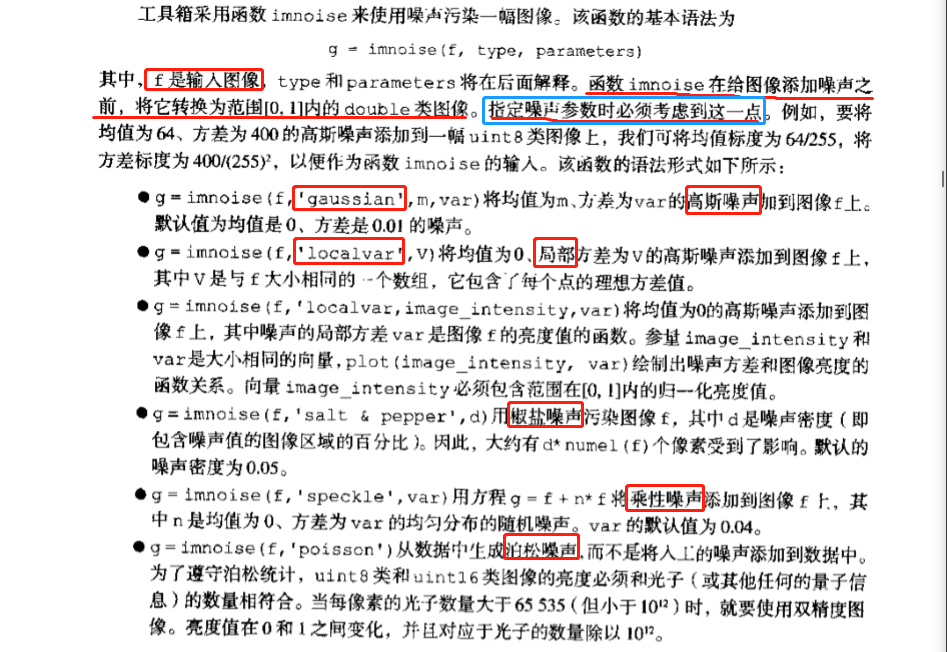 工具箱采用函数 imnoise 来使用噪声污染一幅图像。该函数的基本语法为
g = imnoise(f, type, parameters)
其中, f 是输入图像, type 和 parameters 将在后面解释。函数 imnoise 在给图像添加噪声之
前，将它转换为范围[0, 1]内的 double 类图像。指定噪声参数时必须考虑到这一点。例如，要将
均值为 64、方差为 400 的高斯噪声添加到一幅 uint8 类图像上，我们可将均值标度为 64/255，将
方差标度为 400/(255)²，以便作为函数 imnoise 的输入。该函数的语法形式如下所示：
●g = imnoise(f,'gaussian',m,var)将均值为m、方差为var的高斯噪声加到图像f上。
默认值为均值是 0、方差是 0.01 的噪声。
●g = imnoise(f,'localvar',V)将均值为0、局部方差为V的高斯噪声添加到图像 f 上，
其中 V 是与 f 大小相同的一个数组，它包含了每个点的理想方差值。
●g = imnoise(f,'localvar,image_intensity,var)将均值为0的高斯噪声添加到图
像 f 上，其中噪声的局部方差 var 是图像 f 的亮度值的函数。参量 image_intensity 和
var是大小相同的向量, plot(image_intensity, var)绘制出噪声方差和图像亮度的
函数关系。向量 image_intensity 必须包含范围在[0, 1]内的归一化亮度值。
●g = imnoise(f,'salt & pepper',d)用椒盐噪声污染图像 f，其中 d 是噪声密度（即
包含噪声值的图像区域的百分比）。因此，大约有 d*numel(f)个像素受到了影响。默认的
噪声密度为 0.05。
●g = imnoise(f,'speckle',var)用方程 g = f + n* f 将乘性噪声添加到图像 f 上，其
中 n 是均值为 0、方差为 var 的均匀分布的随机噪声。var 的默认值为 0.04。
●g = imnoise(f,'poisson')从数据中生成泊松噪声,而不是将人工的噪声添加到数据中。
为了遵守泊松统计，uint8 类和 uint16 类图像的亮度必须和光子（或其他任何的量子信
息）的数量相符合。当每像素的光子数量大于 65 535（但小于 10¹²）时，就要使用双精度图
像。亮度值在 0 和 1 之间变化，并且对应于光子的数量除以 10¹²。